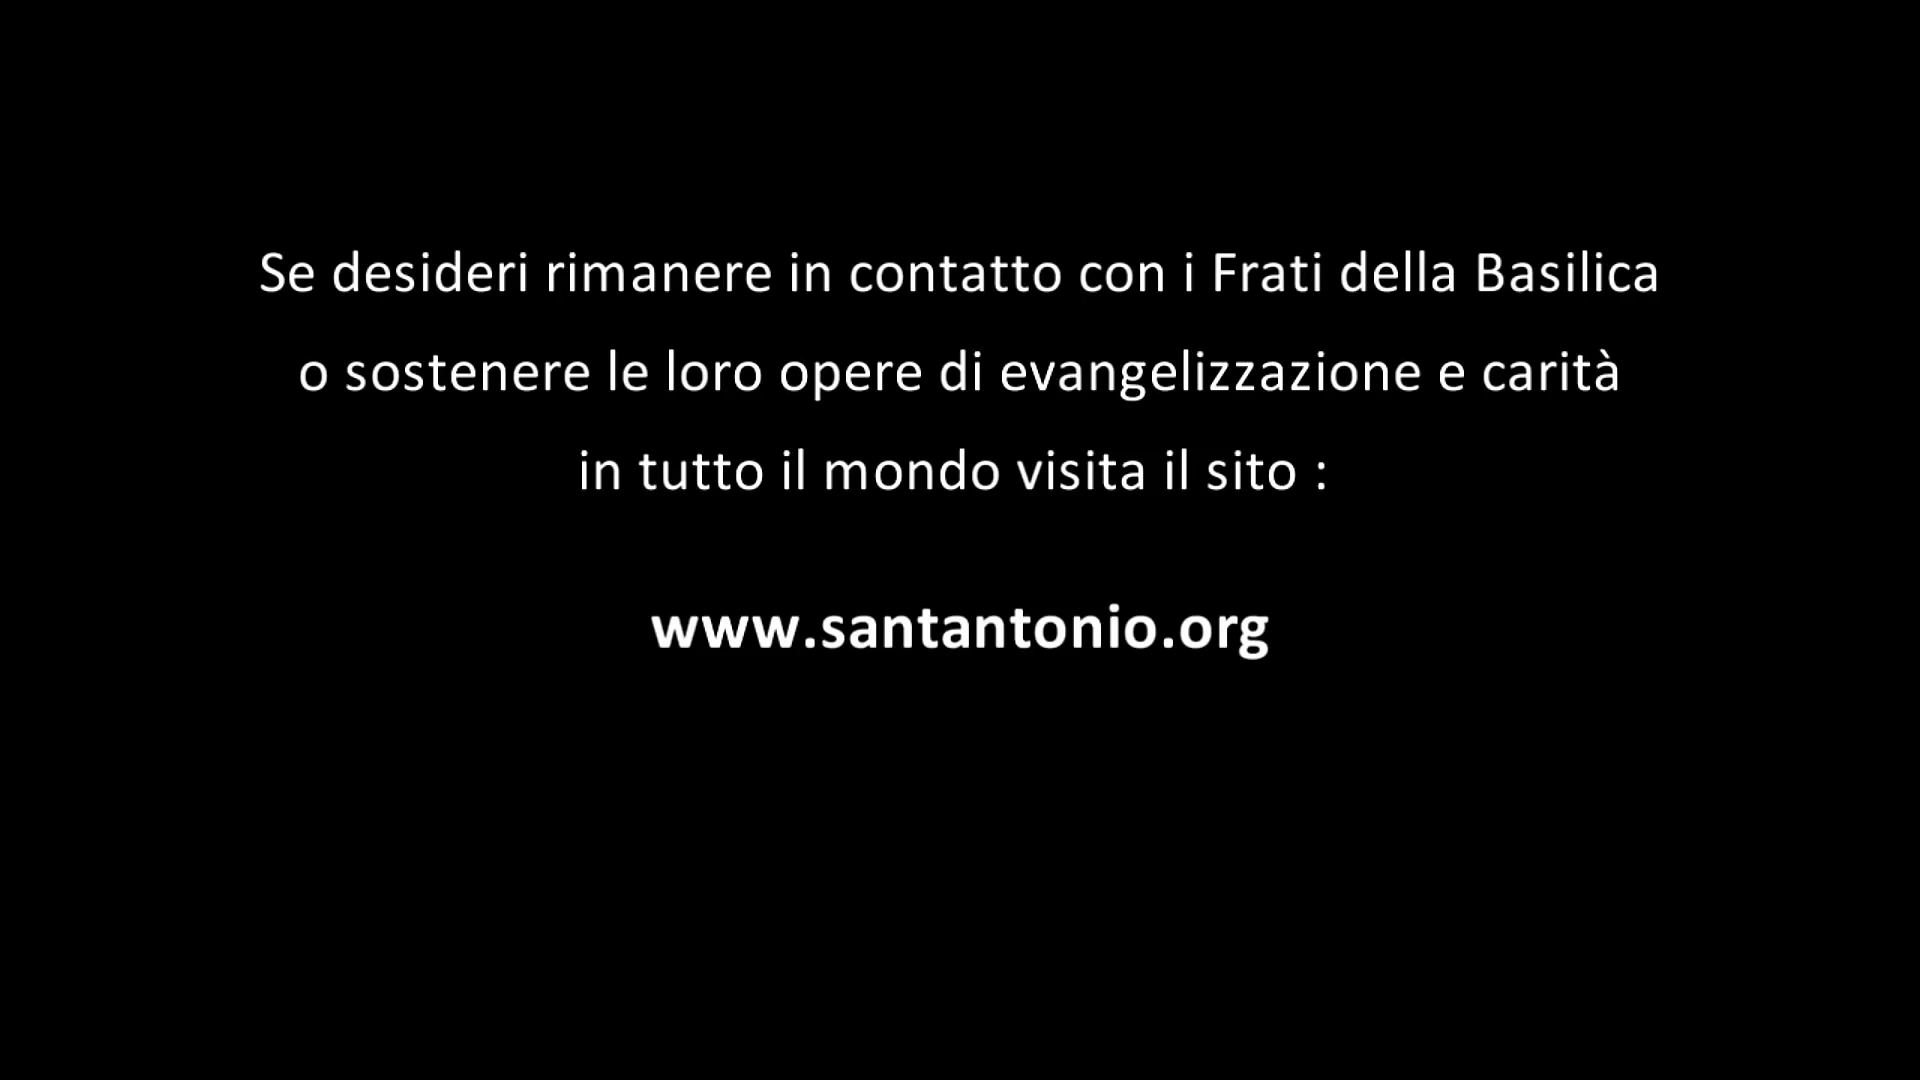 Se desideri rimanere in contatto con i Frati della Basilica
o sostenere le loro opere di evangelizzazione e carità
in tutto il mondo visita il sito :
www.santantonio.org